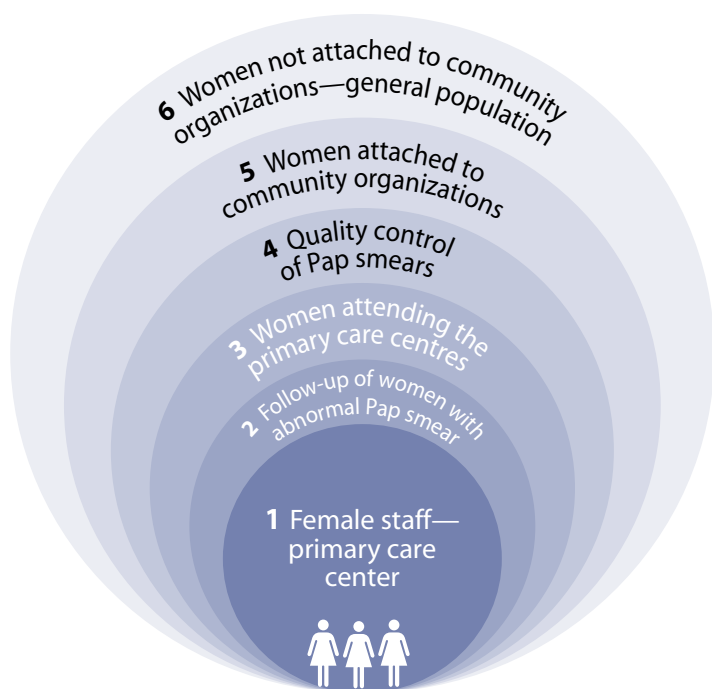 6 Women not attached to community
organizations—general population
5 Women attached to
community organizations
4 Quality control
of Pap smears
3 Women attending the
primary care centres
2 Follow-up of women with
abnormal Pap smear
1 Female staff—
primary care
center